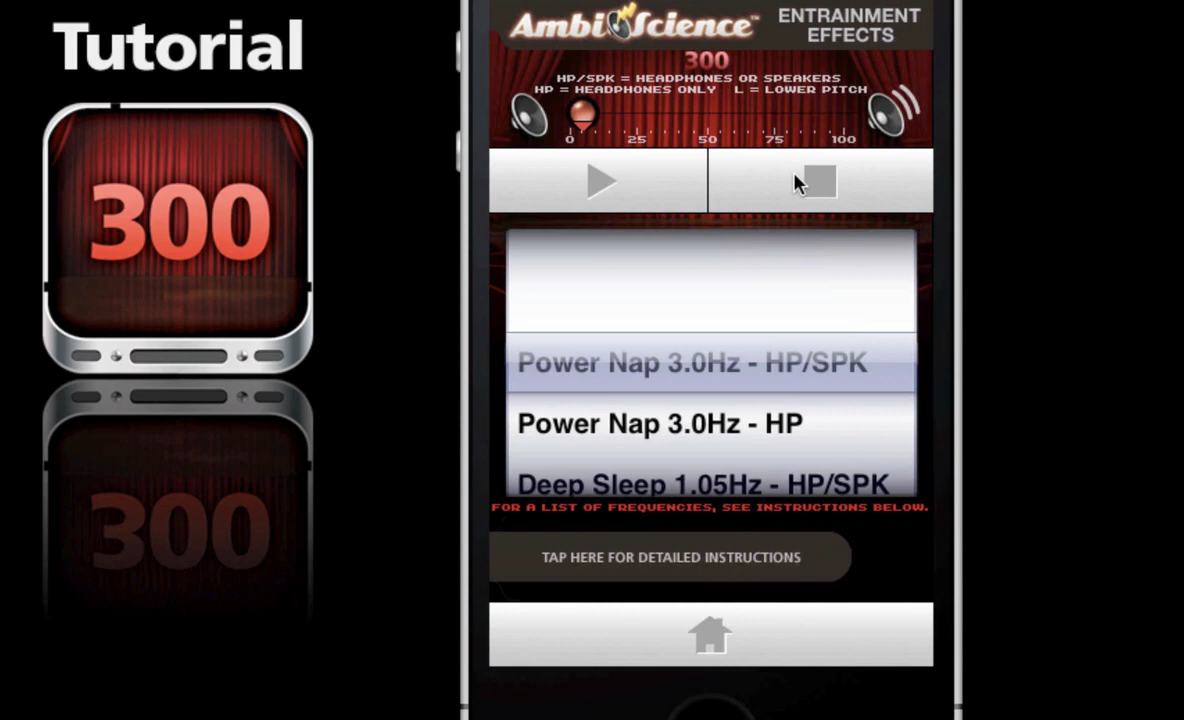 Tutorial
300
300
AmbiScience™
ENTRAINMENT
EFFECTS
300
HP/SPK = HEADPHONES OR SPEAKERS
HP = HEADPHONES ONLY L = LOWER PITCH
0 25 50 75 100
Power Nap 3.0Hz - HP/SPK
Power Nap 3.0Hz - HP
Deep Sleep 1.05Hz - HP/SPK
FOR A LIST OF FREQUENCIES, SEE INSTRUCTIONS BELOW.
TAP HERE FOR DETAILED INSTRUCTIONS